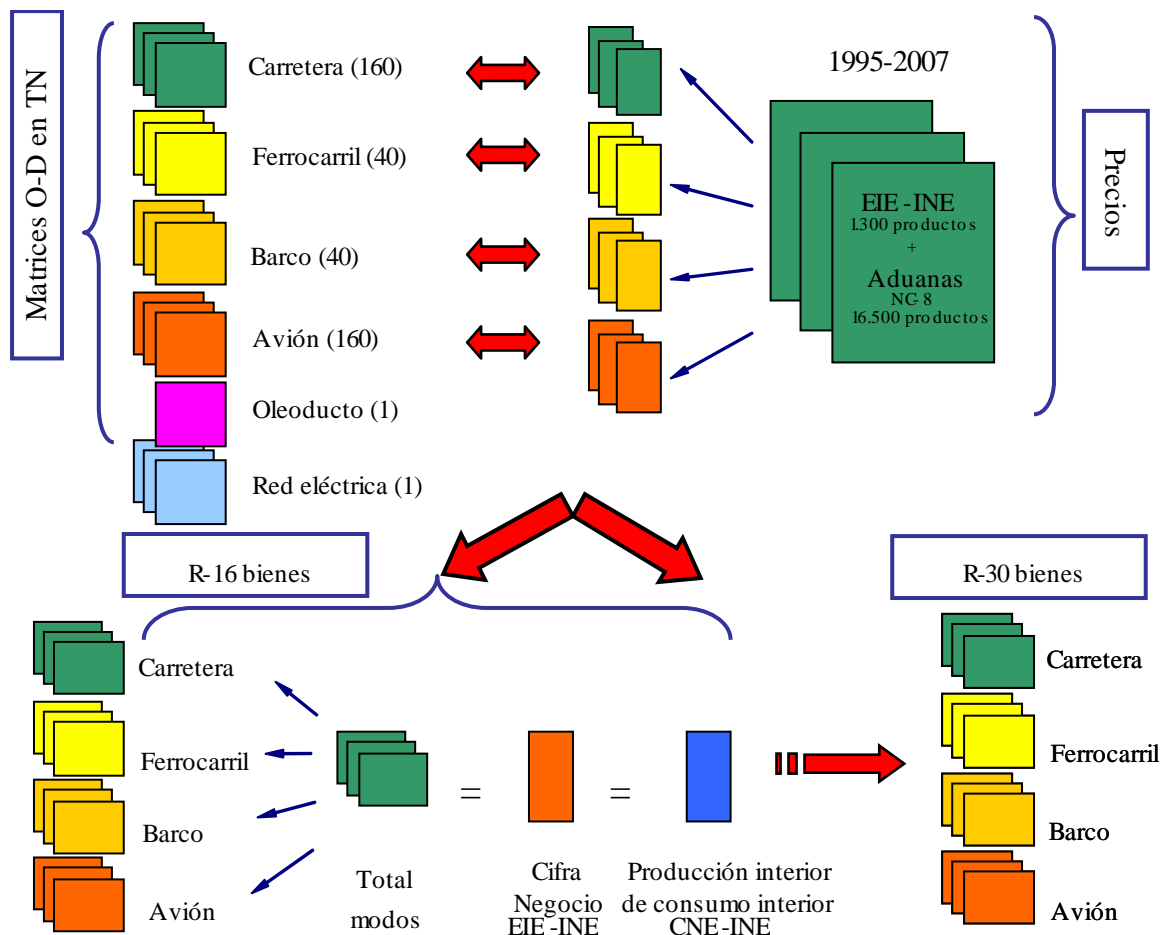 Matrices O-D en TN
Carretera (160)
Ferrocarril (40)
Barco (40)
Avión (160)
Oleoducto (1)
Red eléctrica (1)
1995-2007
EIE-INE
1.300 productos
+
Aduanas
NC-8
16.500 productos
Precios
R-16 bienes
R-30 bienes
Carretera
Ferrocarril
Barco
Avión
Total
modos
=
Cifra
Negocio
EIE-INE
=
Producción interior
de consumo interior
CNE-INE
Carretera
Ferrocarril
Barco
Avión